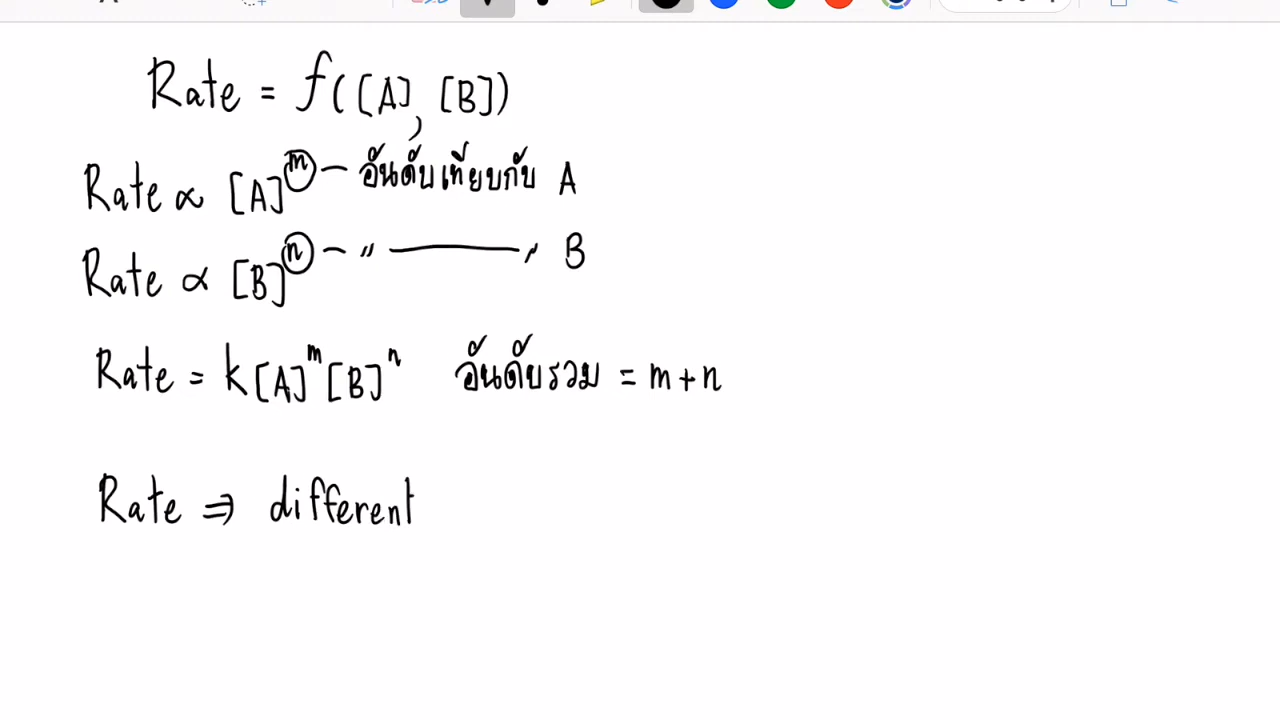 Rate = f([A], [B])
Rate ∝ [A]^m — อันดับเทียบกับ A
Rate ∝ [B]^n — " ——— " B
Rate = k[A]^m[B]^n อันดับรวม = m+n
Rate ⇒ different